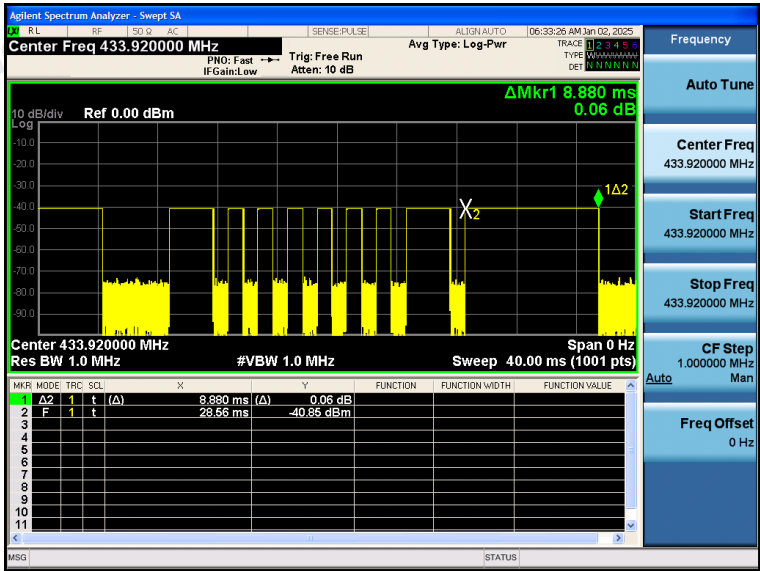 Agilent Spectrum Analyzer - Swept SA
LXI RL RF 50 Ω AC SENSE:PULSE ALIGN AUTO 06:33:26 AM Jan 02, 2025
Center Freq 433.920000 MHz Avg Type: Log-Pwr TRACE 1 2 3 4 5 6
PNO: Fast Trig: Free Run TYPE
IFGain:Low Atten: 10 dB DET N N N N N N
ΔMkr1 8.880 ms
0.06 dB
10 dB/div Ref 0.00 dBm
Log
-10.0
-20.0
-30.0
-40.0
-50.0
-60.0
-70.0
-80.0
-90.0
1Δ2
2
Center 433.920000 MHz Span 0 Hz
Res BW 1.0 MHz #VBW 1.0 MHz Sweep 40.00 ms (1001 pts)
MKR MODE TRC SCL X Y FUNCTION FUNCTION WIDTH FUNCTION VALUE
1 Δ2 1 t (Δ) 8.880 ms (Δ) 0.06 dB
2 F 1 t 28.56 ms -40.85 dBm
3
4
5
6
7
8
9
10
11
MSG STATUS
Frequency
Auto Tune
Center Freq
433.920000 MHz
Start Freq
433.920000 MHz
Stop Freq
433.920000 MHz
CF Step
1.000000 MHz
Auto Man
Freq Offset
0 Hz